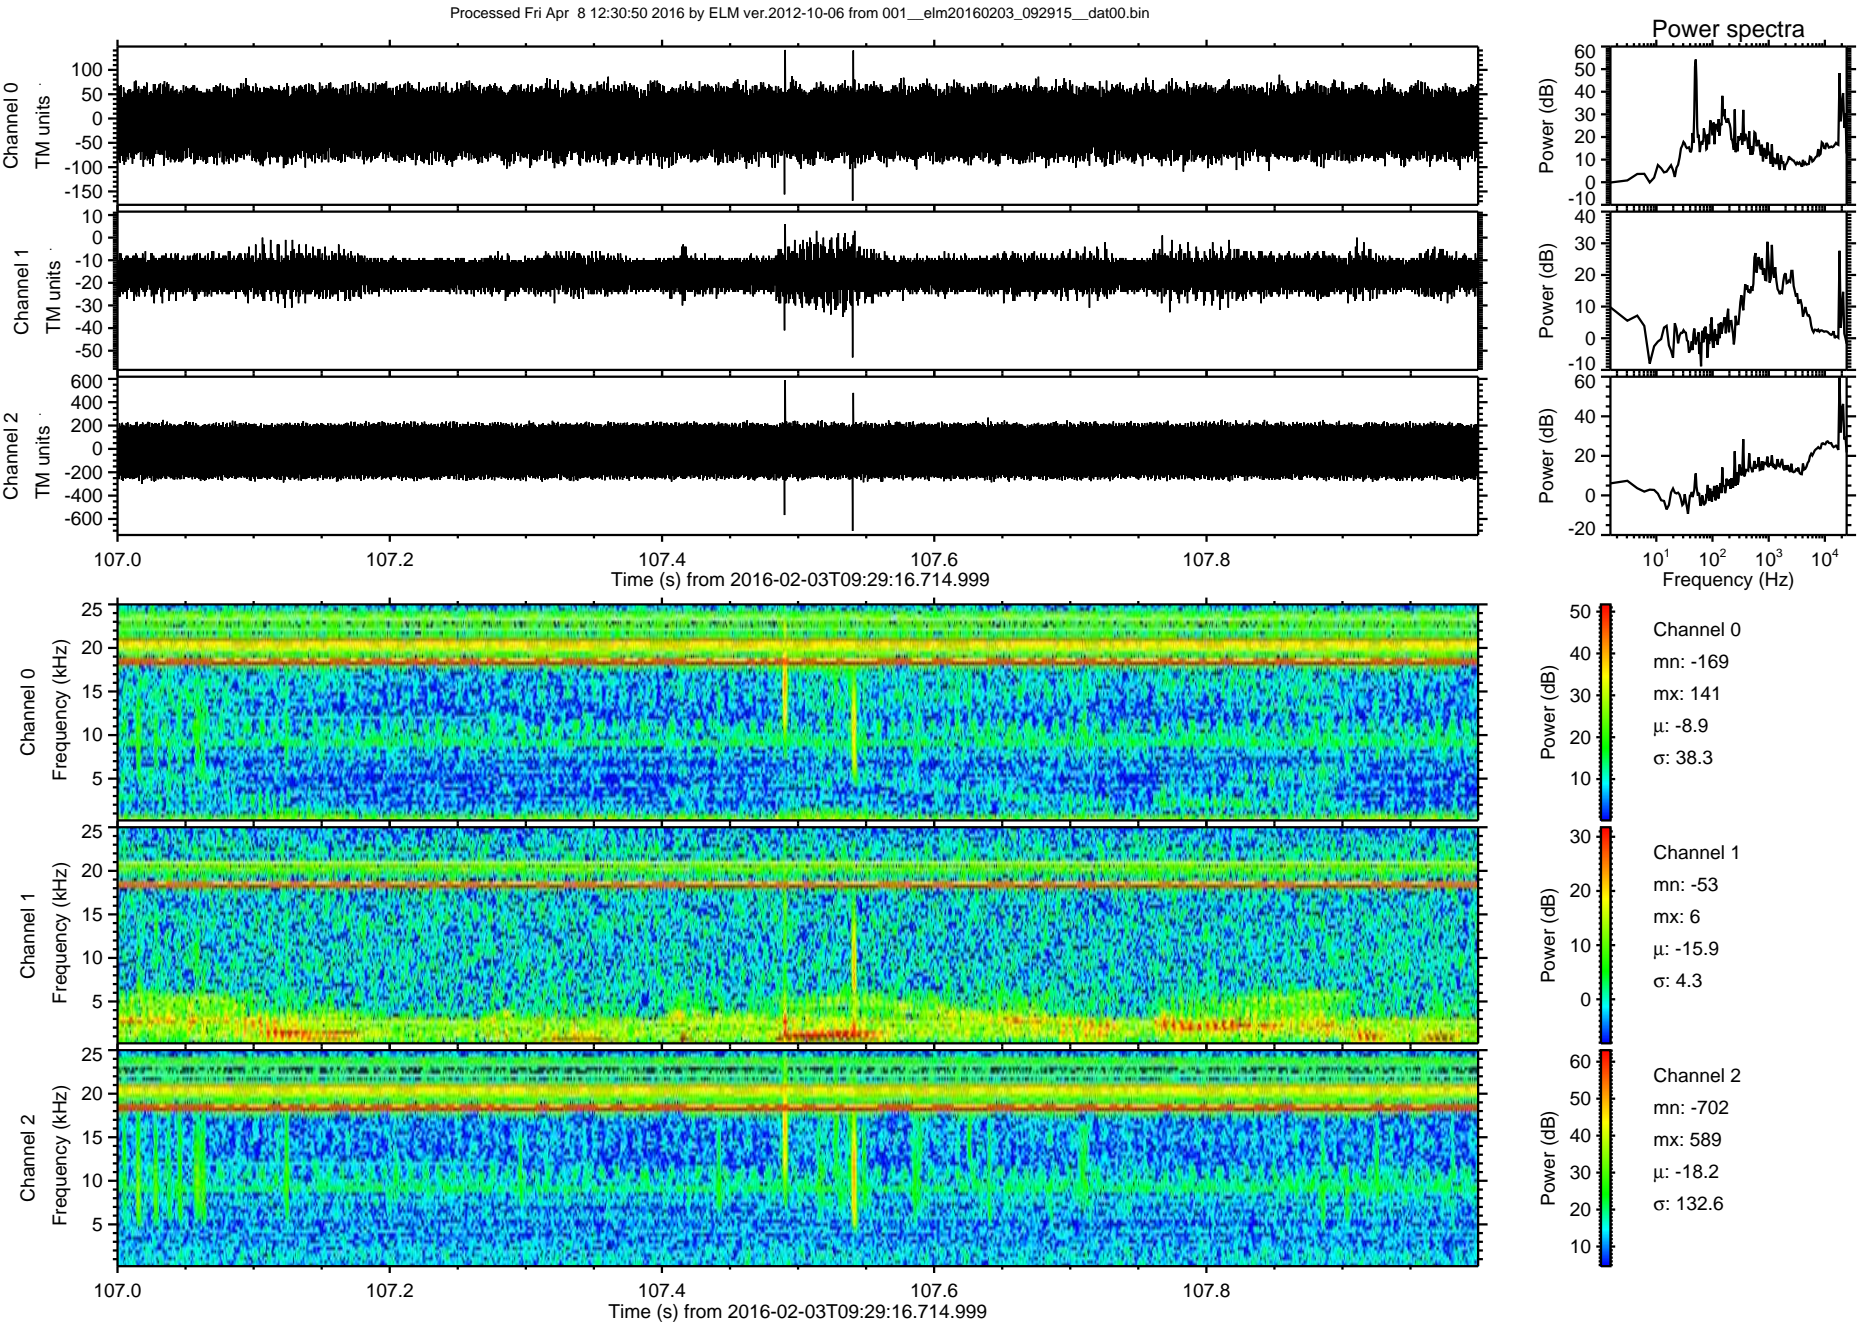 Processed Fri Apr  8 12:30:50 2016 by ELM ver.2012-10-06 from 001__elm20160203_092915__dat00.bin
Power spectra
Channel 0
TM units
100
50
0
-50
-100
-150
Power (dB)
60
50
40
30
20
10
0
-10
Channel 1
TM units
10
0
-10
-20
-30
-40
-50
Power (dB)
40
30
20
10
0
-10
Channel 2
TM units
600
400
200
0
-200
-400
-600
Power (dB)
60
40
20
0
-20
107.0 107.2 107.4 107.6 107.8
Time (s) from 2016-02-03T09:29:16.714.999
10¹ 10² 10³ 10⁴
Frequency (Hz)
Channel 0
Frequency (kHz)
25
20
15
10
5
Power (dB)
50
40
30
20
10
Channel 0
mn: -169
mx: 141
µ: -8.9
σ: 38.3
Channel 1
Frequency (kHz)
25
20
15
10
5
Power (dB)
30
20
10
0
Channel 1
mn: -53
mx: 6
µ: -15.9
σ: 4.3
Channel 2
Frequency (kHz)
25
20
15
10
5
Power (dB)
60
50
40
30
20
10
Channel 2
mn: -702
mx: 589
µ: -18.2
σ: 132.6
107.0 107.2 107.4 107.6 107.8
Time (s) from 2016-02-03T09:29:16.714.999